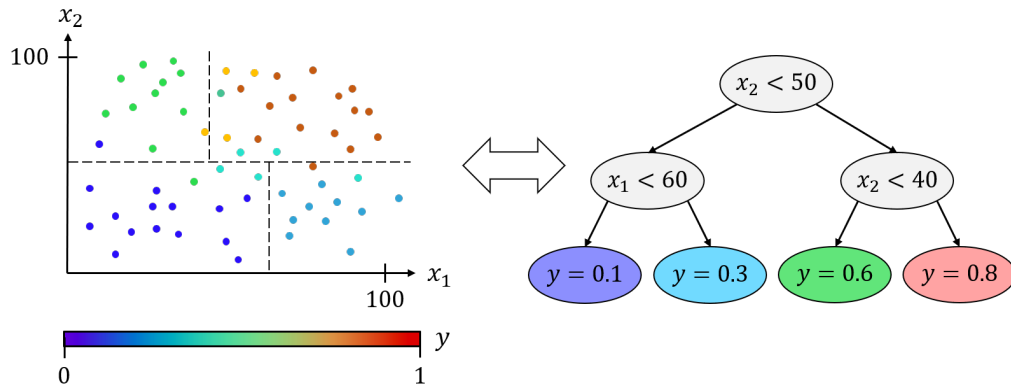 x₂
100
x₁
100
y
0
1
x₂ < 50
x₁ < 60
x₂ < 40
y = 0.1
y = 0.3
y = 0.6
y = 0.8